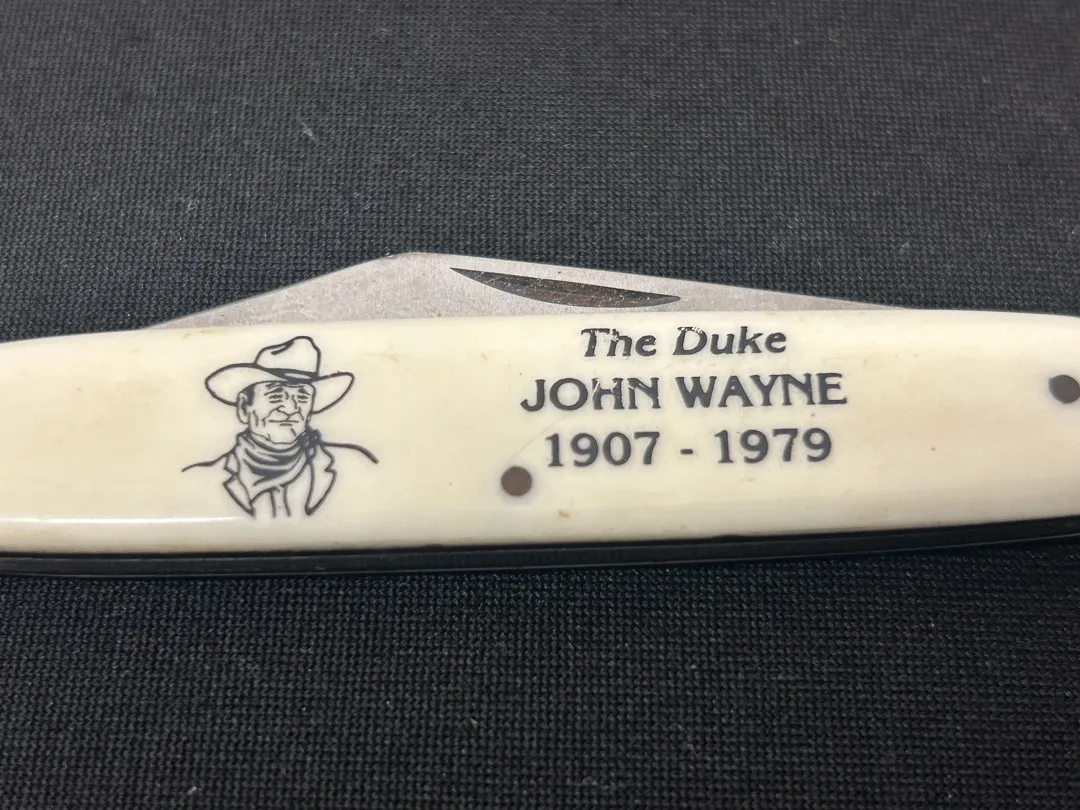 The Duke
JOHN WAYNE
1907 - 1979